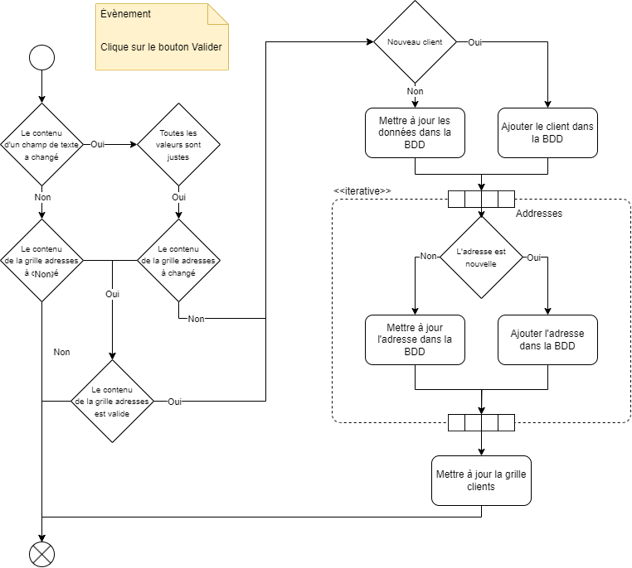 Évènement
Clique sur le bouton Valider
Nouveau client
Oui
Non
Mettre à jour les
données dans la
BDD
Ajouter le client dans
la BDD
Le contenu
d'un champ de texte
a changé
Oui
Toutes les
valeurs sont
justes
Non
Oui
<<iterative>>
Addresses
Le contenu
de la grille adresses
Non
Le contenu
de la grille adresses
à changé
L'adresse est
nouvelle
Non
Oui
Oui
Non
Mettre à jour
l'adresse dans la
BDD
Ajouter l'adresse
dans la BDD
Non
Le contenu
de la grille adresses
est valide
Oui
Mettre à jour la grille
clients